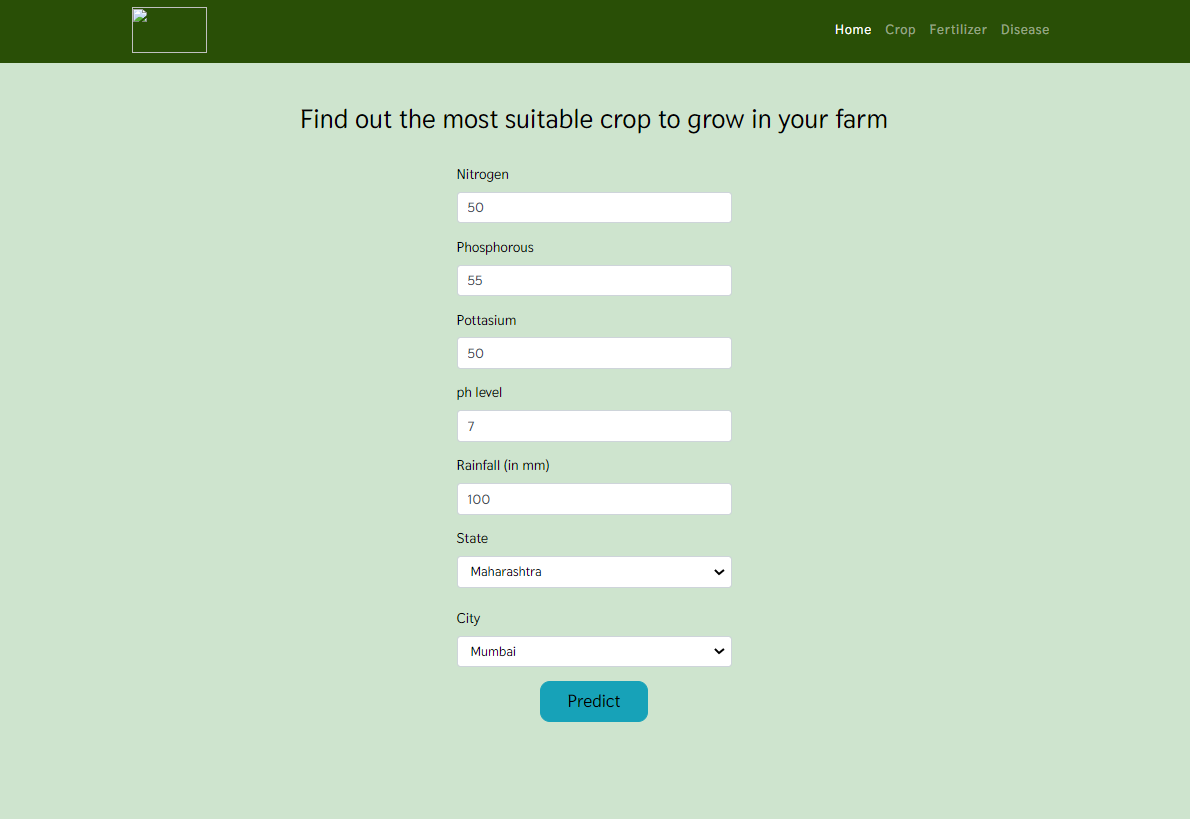 Home Crop Fertilizer Disease
Find out the most suitable crop to grow in your farm
Nitrogen
50
Phosphorous
55
Pottasium
50
ph level
7
Rainfall (in mm)
100
State
Maharashtra
City
Mumbai
Predict